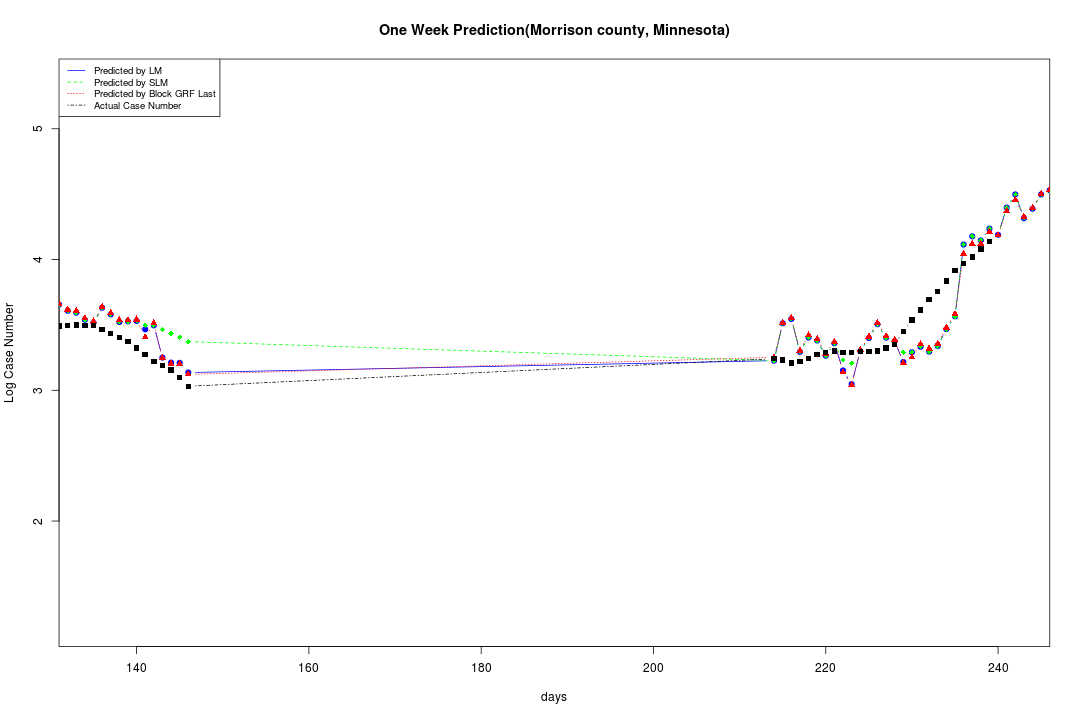 One Week Prediction(Morrison county, Minnesota)
Predicted by LM
Predicted by SLM
Predicted by Block GRF Last
Actual Case Number
5
4
3
2
Log Case Number
140 160 180 200 220 240
days